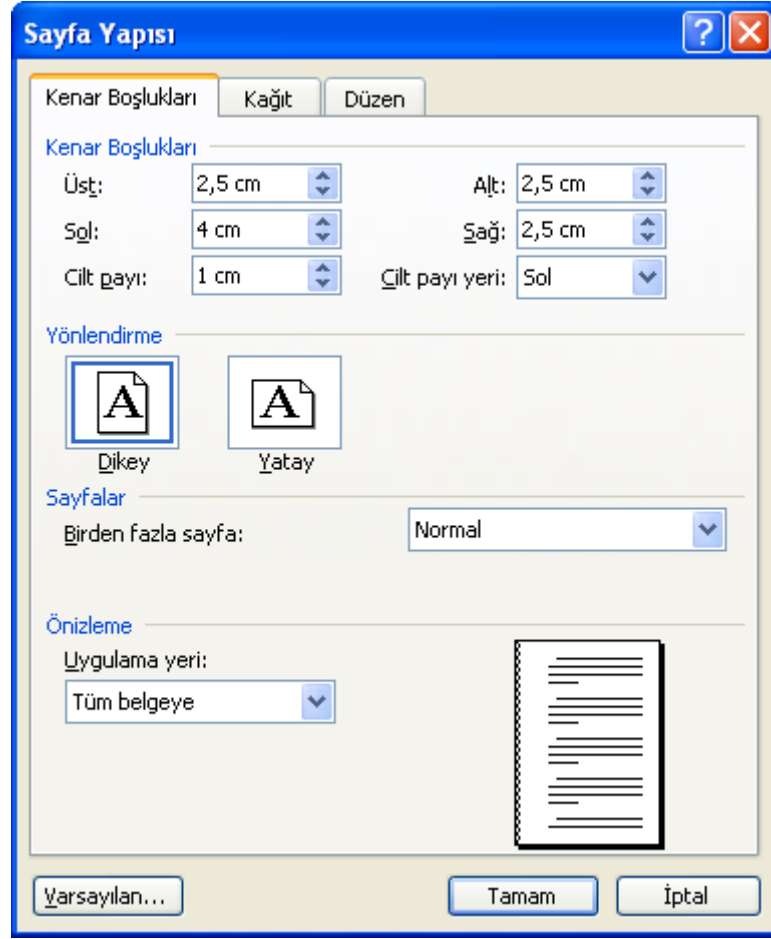 Sayfa Yapısı
Kenar Boşlukları Kağıt Düzen
Kenar Boşlukları
Üst: 2,5 cm Alt: 2,5 cm
Sol: 4 cm Sağ: 2,5 cm
Cilt payı: 1 cm Cilt payı yeri: Sol
Yönlendirme
A A
Dikey Yatay
Sayfalar
Birden fazla sayfa: Normal
Önizleme
Uygulama yeri:
Tüm belgeye
Varsayılan... Tamam İptal